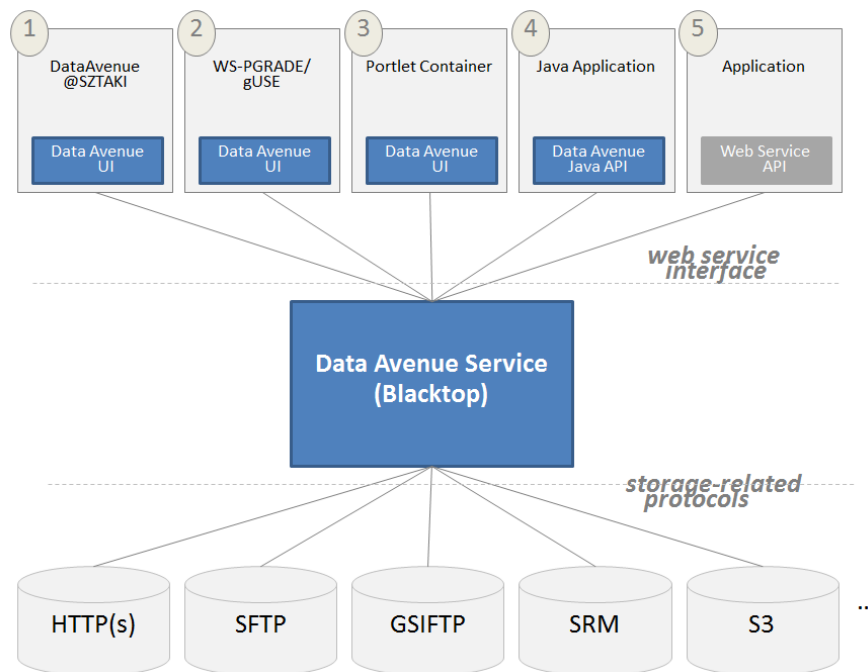 1
2
3
4
5
DataAvenue
@SZTAKI
WS-PGRADE/
gUSE
Portlet Container
Java Application
Application
Data Avenue
UI
Data Avenue
UI
Data Avenue
UI
Data Avenue
Java API
Web Service
API
web service
interface
Data Avenue Service
(Blacktop)
storage-related
protocols
HTTP(s)
SFTP
GSIFTP
SRM
S3
..